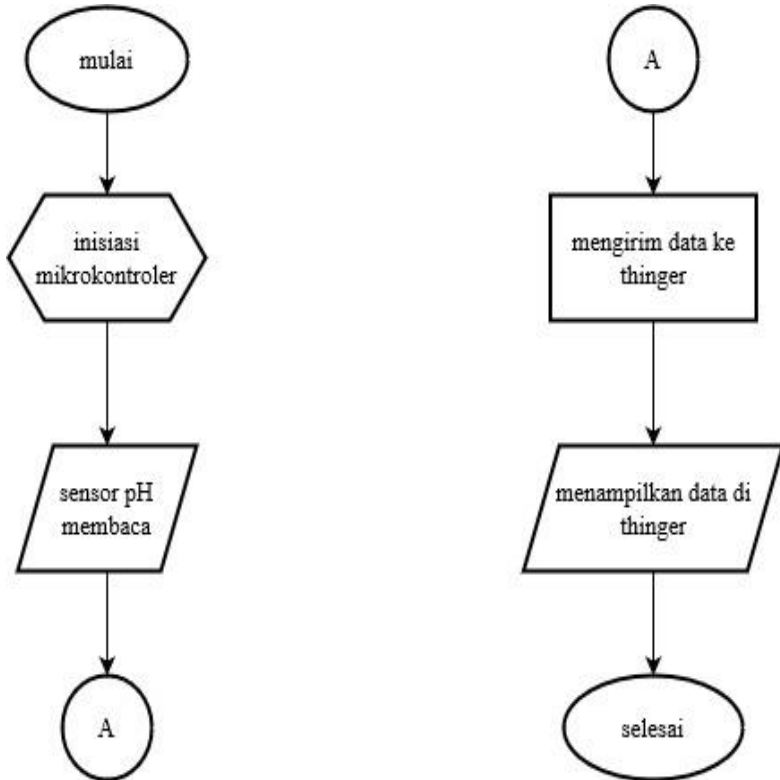 mulai
inisiasi
mikrokontroler
sensor pH
membaca
A
A
mengirim data ke
thinger
menampilkan data di
thinger
selesai